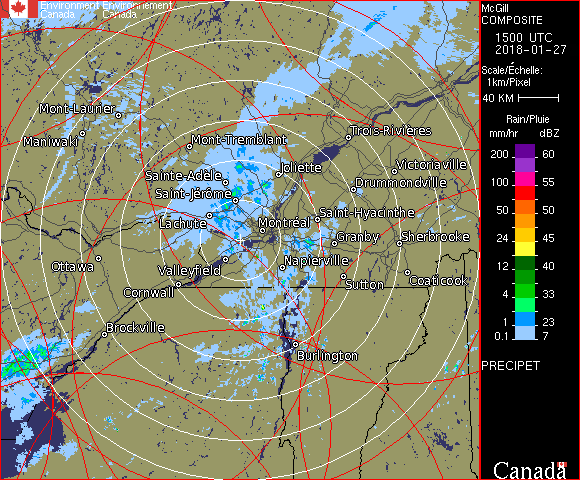 Environment Environnement
Canada Canada
Mont-Laurier
Maniwaki
Mont-Tremblant
Trois-Rivières
Sainte-Adèle
Joliette
Victoriaville
Saint-Jérôme
Drummondville
Lachute
Montréal
Saint-Hyacinthe
Granby
Sherbrooke
Ottawa
Valleyfield
Napierville
Cornwall
Sutton
Coaticook
Brockville
Burlington
McGill
COMPOSITE
1500 UTC
2018-01-27
Scale/Échelle:
1km/Pixel
40 KM
Rain/Pluie
mm/hr dBZ
200 60
100 55
50 50
24 45
12 40
4 33
1 23
0.1 7
PRECIPET
Canada